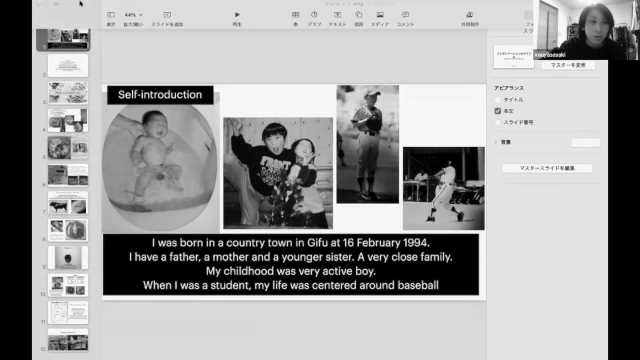 44%
表示
拡大/縮小
スライドを追加
再生
表
グラフ
テキスト
図形
メディア
コメント
共同制作
マスターを変更
アピアランス
タイトル
本文
スライド番号
背景
マスタースライドを編集
Self-introduction
I was born in a country town in Gifu at 16 February 1994.
I have a father, a mother and a younger sister. A very close family.
My childhood was very active boy.
When I was a student, my life was centered around baseball